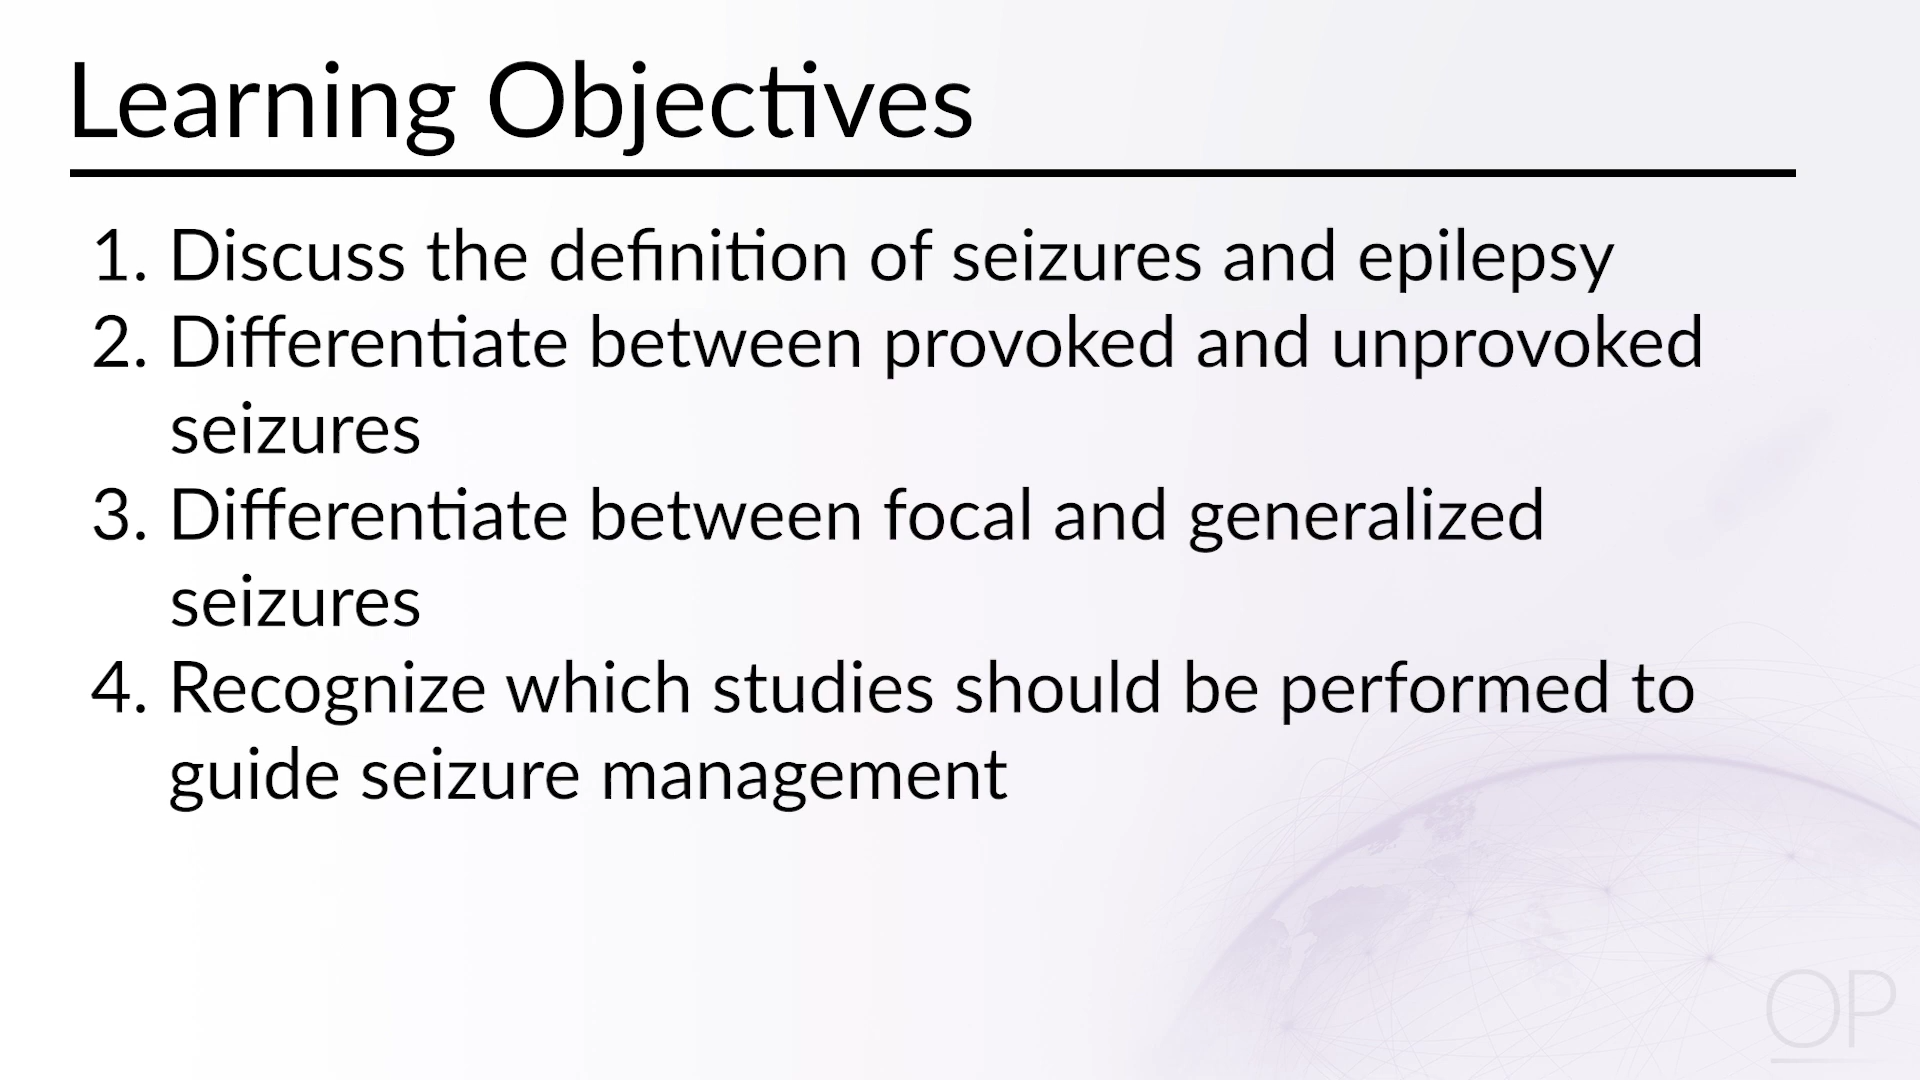 Learning Objectives
1. Discuss the definition of seizures and epilepsy
2. Differentiate between provoked and unprovoked
seizures
3. Differentiate between focal and generalized
seizures
4. Recognize which studies should be performed to
guide seizure management
OP